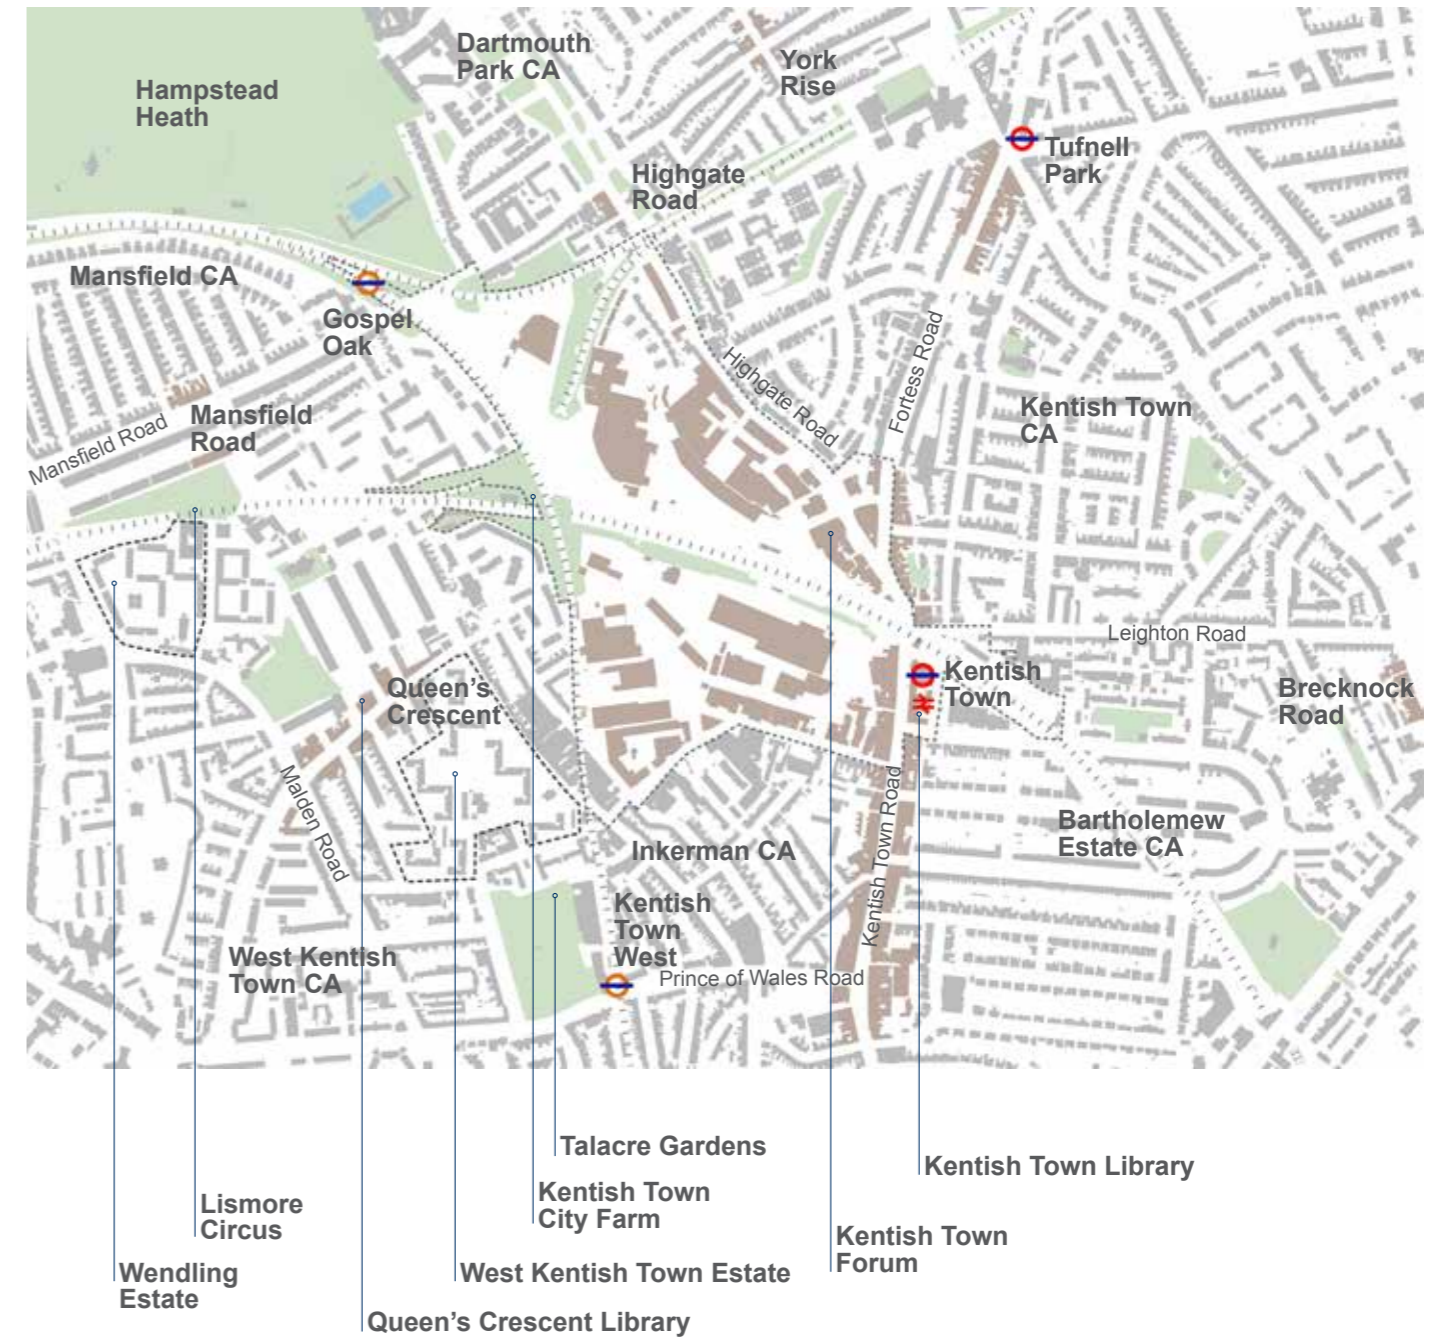 Dartmouth
Park CA
York
Rise
Hampstead
Heath
Tufnell
Park
Highgate
Road
Mansfield CA
Gospel
Oak
Highgate Road
Fortess Road
Kentish Town
CA
Mansfield
Road
Mansfield Road
Leighton Road
Kentish
Town
Queen's
Crescent
Brecknock
Road
Malden Road
Kentish Town Road
Bartholemew
Estate CA
Inkerman CA
Kentish
Town
West
West Kentish
Town CA
Prince of Wales Road
Talacre Gardens
Kentish Town Library
Kentish Town
City Farm
Lismore
Circus
Kentish Town
Forum
Wendling
Estate
West Kentish Town Estate
Queen's Crescent Library